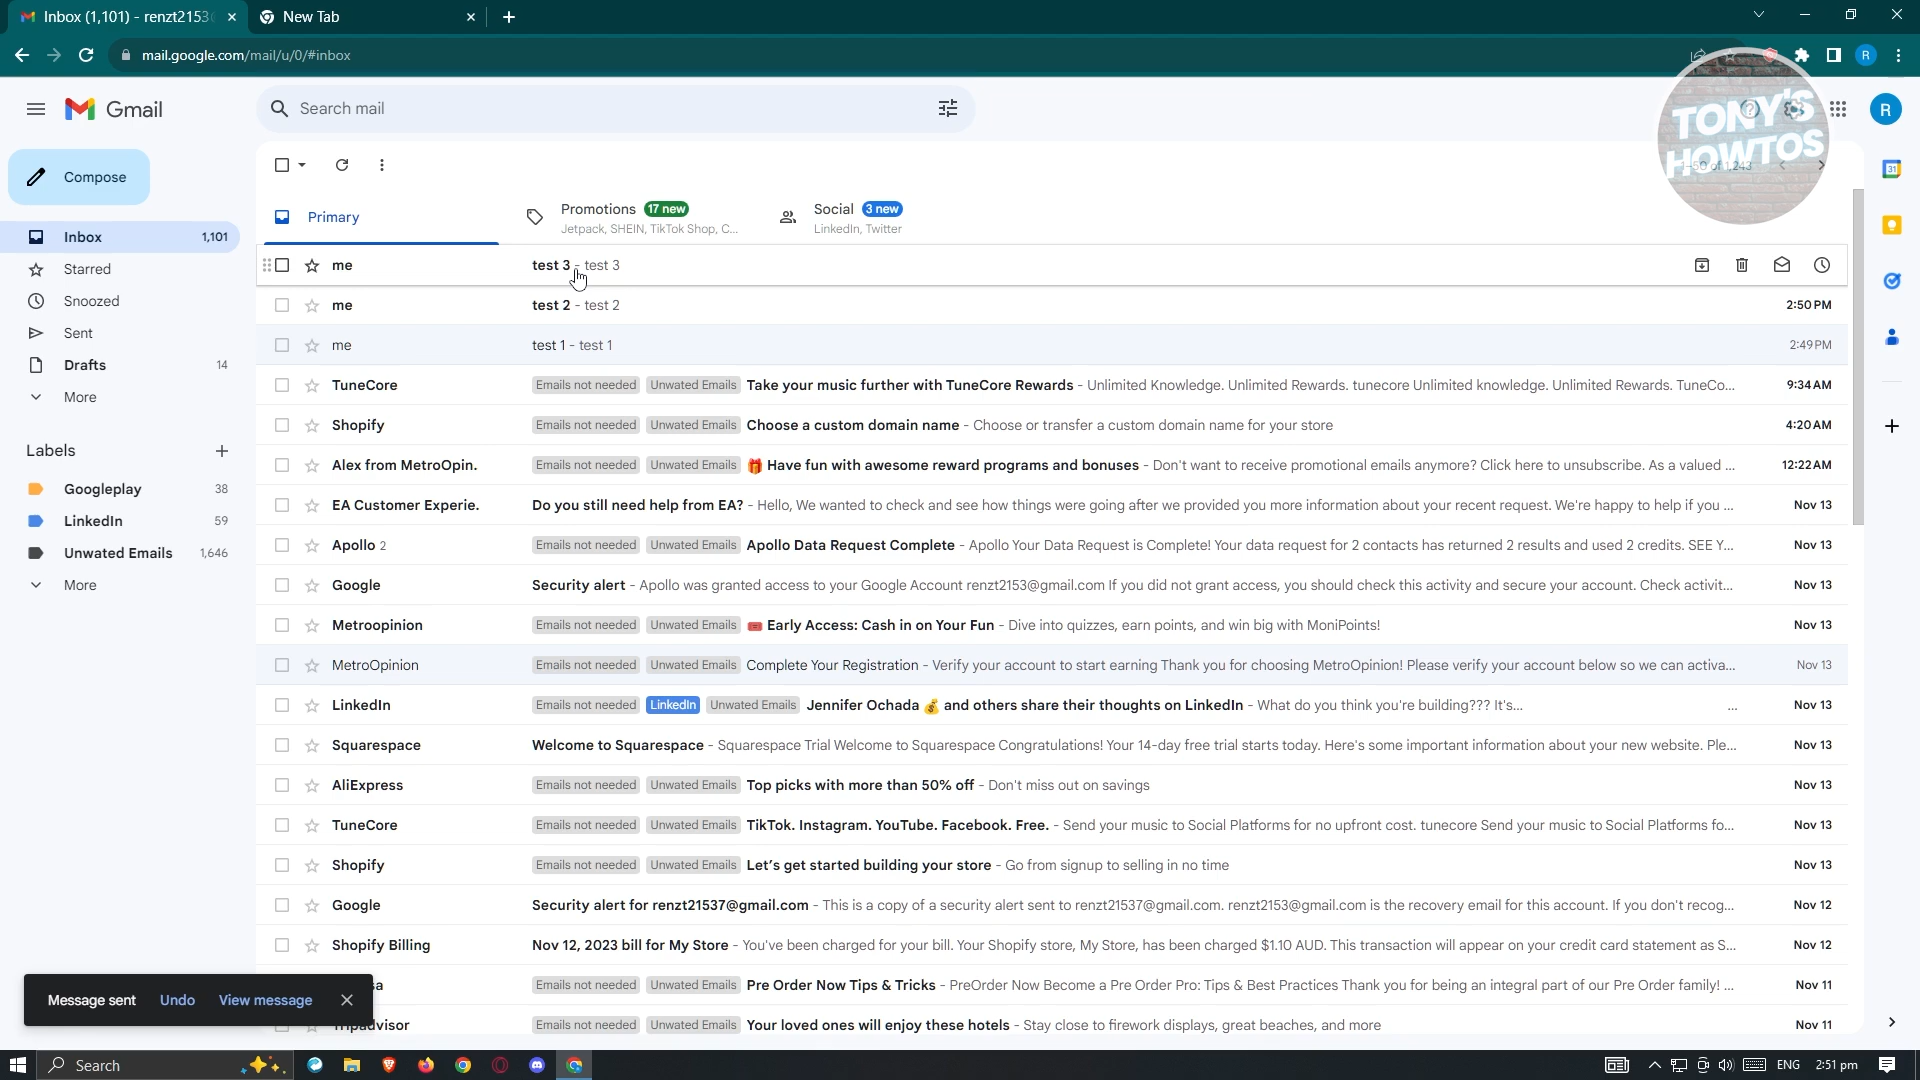 Inbox (1,101) - renzt2153
New Tab
mail.google.com/mail/u/0/#inbox
R
Gmail
Search mail
R
TONY'S
HOWTOS
1–50 of 1,243
Compose
Primary
Promotions 17 new
Jetpack, SHEIN, TikTok Shop, C...
Social 3 new
LinkedIn, Twitter
31
Inbox 1,101
Starred
Snoozed
Sent
Drafts 14
More
Labels
Googleplay 38
LinkedIn 59
Unwated Emails 1,646
More
me test 3 - test 3
me test 2 - test 2 2:50 PM
me test 1 - test 1 2:49 PM
TuneCore Emails not needed Unwated Emails Take your music further with TuneCore Rewards - Unlimited Knowledge. Unlimited Rewards. tunecore Unlimited knowledge. Unlimited Rewards. TuneCo... 9:34 AM
Shopify Emails not needed Unwated Emails Choose a custom domain name - Choose or transfer a custom domain name for your store 4:20 AM
Alex from MetroOpin. Emails not needed Unwated Emails 🎁 Have fun with awesome reward programs and bonuses - Don't want to receive promotional emails anymore? Click here to unsubscribe. As a valued ... 12:22 AM
EA Customer Experie. Do you still need help from EA? - Hello, We wanted to check and see how things were going after we provided you more information about your recent request. We're happy to help if you ... Nov 13
Apollo 2 Emails not needed Unwated Emails Apollo Data Request Complete - Apollo Your Data Request is Complete! Your data request for 2 contacts has returned 2 results and used 2 credits. SEE Y... Nov 13
Google Security alert - Apollo was granted access to your Google Account renzt2153@gmail.com If you did not grant access, you should check this activity and secure your account. Check activit... Nov 13
Metroopinion Emails not needed Unwated Emails 🎟️ Early Access: Cash in on Your Fun - Dive into quizzes, earn points, and win big with MoniPoints! Nov 13
MetroOpinion Emails not needed Unwated Emails Complete Your Registration - Verify your account to start earning Thank you for choosing MetroOpinion! Please verify your account below so we can activa... Nov 13
LinkedIn Emails not needed LinkedIn Unwated Emails Jennifer Ochada 💰 and others share their thoughts on LinkedIn - What do you think you're building??? It's... ... Nov 13
Squarespace Welcome to Squarespace - Squarespace Trial Welcome to Squarespace Congratulations! Your 14-day free trial starts today. Here's some important information about your new website. Ple... Nov 13
AliExpress Emails not needed Unwated Emails Top picks with more than 50% off - Don't miss out on savings Nov 13
TuneCore Emails not needed Unwated Emails TikTok. Instagram. YouTube. Facebook. Free. - Send your music to Social Platforms for no upfront cost. tunecore Send your music to Social Platforms fo... Nov 13
Shopify Emails not needed Unwated Emails Let's get started building your store - Go from signup to selling in no time Nov 13
Google Security alert for renzt21537@gmail.com - This is a copy of a security alert sent to renzt21537@gmail.com. renzt2153@gmail.com is the recovery email for this account. If you don't recog... Nov 12
Shopify Billing Nov 12, 2023 bill for My Store - You've been charged for your bill. Your Shopify store, My Store, has been charged $1.10 AUD. This transaction will appear on your credit card statement as S... Nov 12
sa Emails not needed Unwated Emails Pre Order Now Tips & Tricks - PreOrder Now Become a Pre Order Pro: Tips & Best Practices Thank you for being an integral part of our Pre Order family! ... Nov 11
Tripadvisor Emails not needed Unwated Emails Your loved ones will enjoy these hotels - Stay close to firework displays, great beaches, and more Nov 11
Message sent Undo View message
Search
ENG 2:51 pm